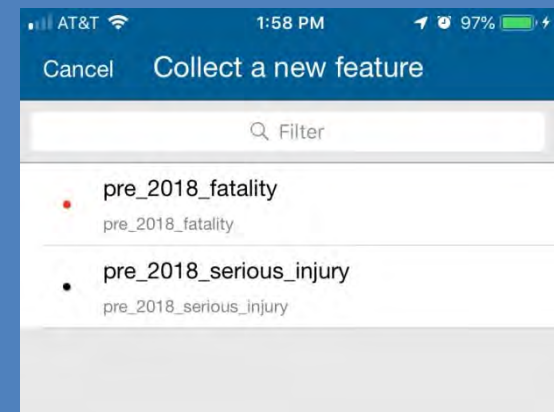 AT&T 1:58 PM 97%
Cancel Collect a new feature
Filter
pre_2018_fatality
pre_2018_fatality
pre_2018_serious_injury
pre_2018_serious_injury